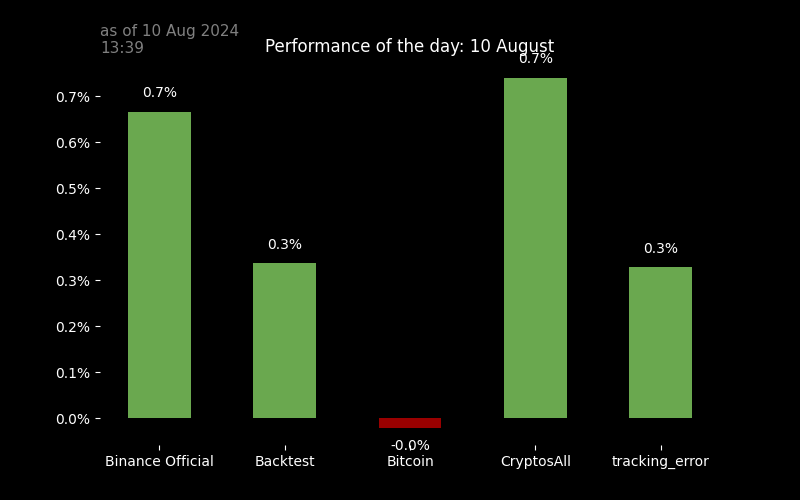 as of 10 Aug 2024
13:39
Performance of the day: 10 August
0.7%
0.6%
0.5%
0.4%
0.3%
0.2%
0.1%
0.0%
0.7%
0.3%
-0.0%
0.7%
0.3%
Binance Official
Backtest
Bitcoin
CryptosAll
tracking_error